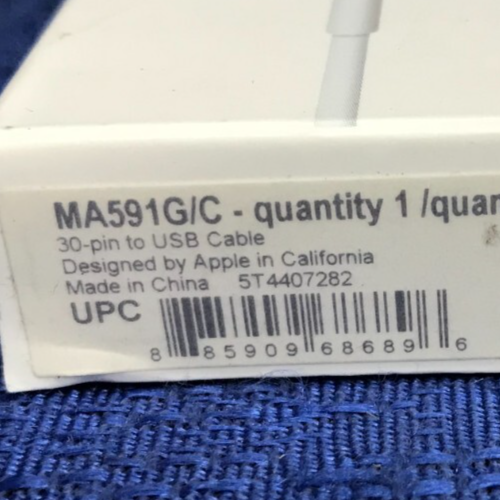 MA591G/C - quantity 1 /quan
30-pin to USB Cable
Designed by Apple in California
Made in China 5T4407282
UPC
8 85909 68689 6